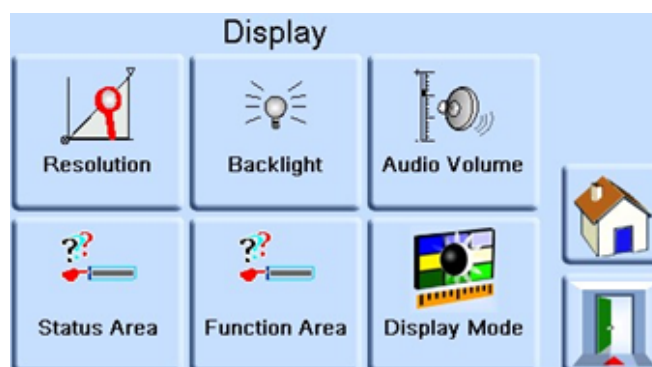 Display
Resolution
Backlight
Audio Volume
??
??
Status Area
Function Area
Display Mode